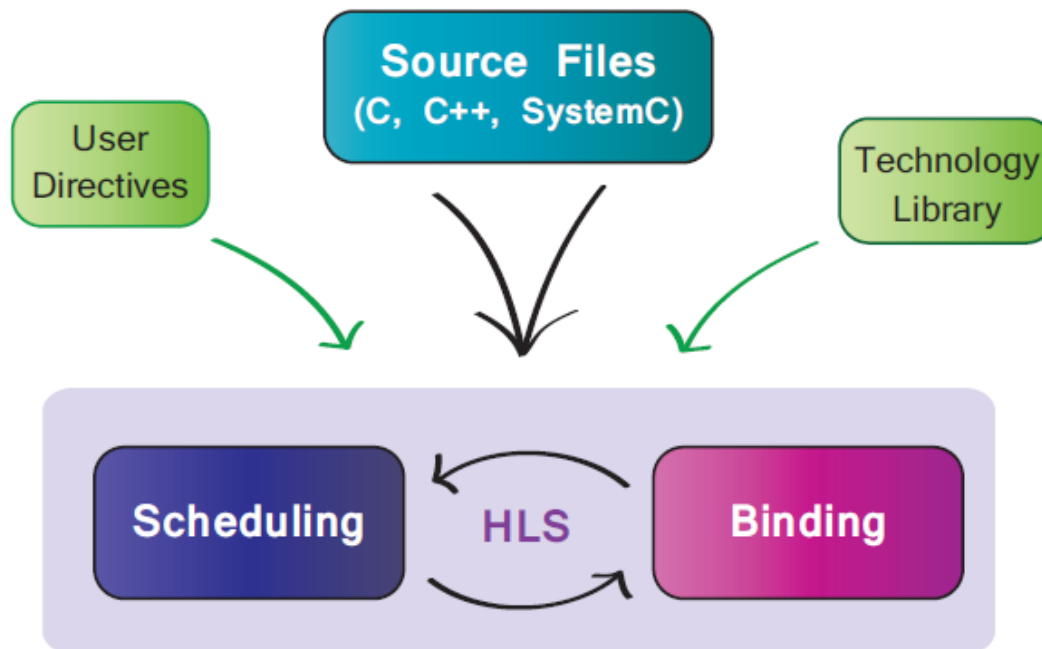 Source Files
(C, C++, SystemC)
User
Directives
Technology
Library
Scheduling
HLS
Binding